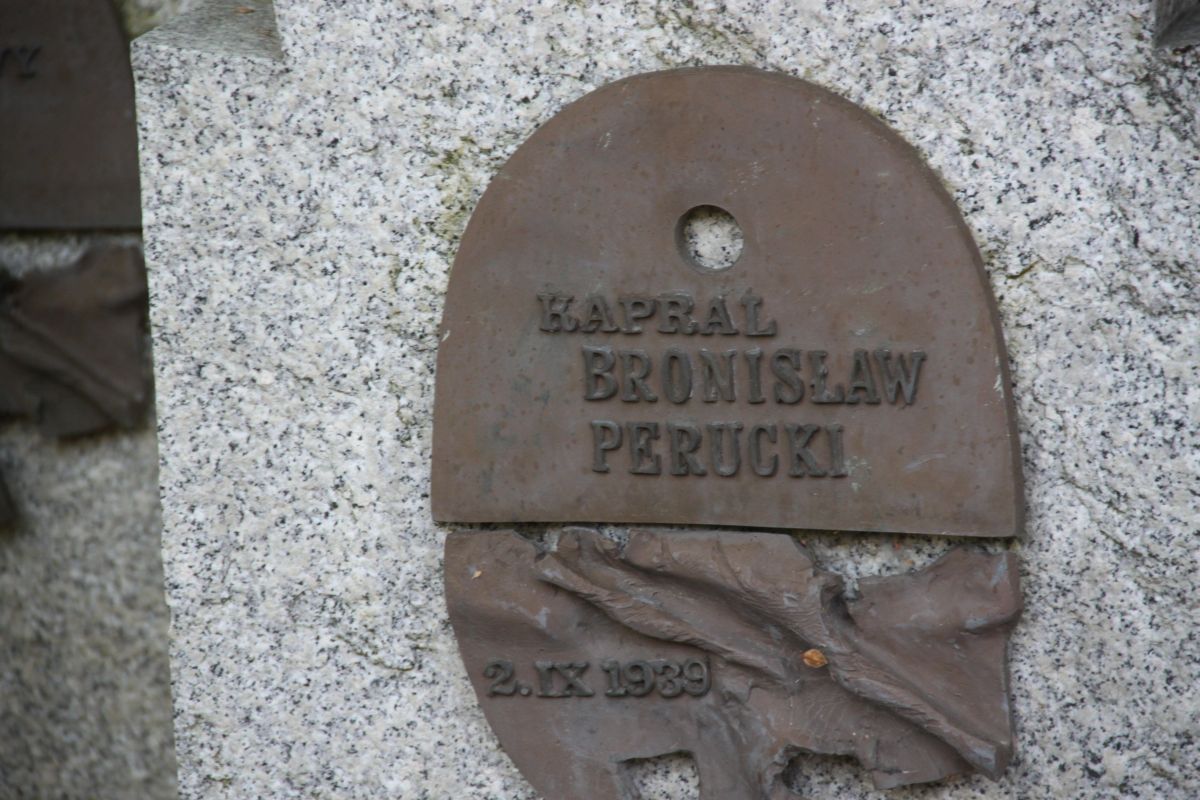 KAPRAL
BRONISŁAW
PERUCKI
2.IX 1939